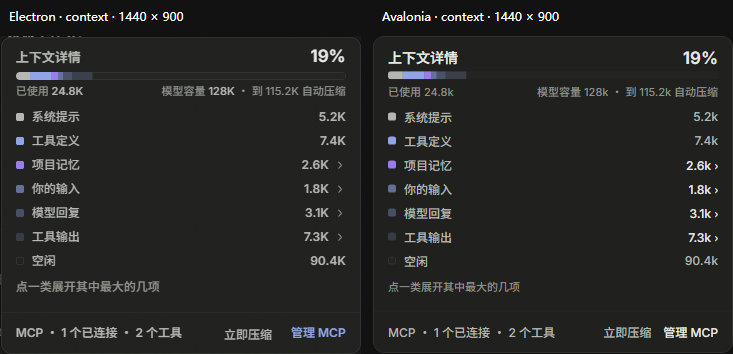 Electron · context · 1440 × 900
上下文详情 19%
已使用 24.8K 模型容量 128K · 到 115.2K 自动压缩
系统提示 5.2K
工具定义 7.4K
项目记忆 2.6K ›
你的输入 1.8K ›
模型回复 3.1K ›
工具输出 7.3K ›
空闲 90.4K
点一类展开其中最大的几项
MCP · 1 个已连接 · 2 个工具 立即压缩 管理 MCP
Avalonia · context · 1440 × 900
上下文详情 19%
已使用 24.8k 模型容量 128k · 到 115.2k 自动压缩
系统提示 5.2k
工具定义 7.4k
项目记忆 2.6k ›
你的输入 1.8k ›
模型回复 3.1k ›
工具输出 7.3k ›
空闲 90.4k
点一类展开其中最大的几项
MCP · 1 个已连接 · 2 个工具 立即压缩 管理 MCP